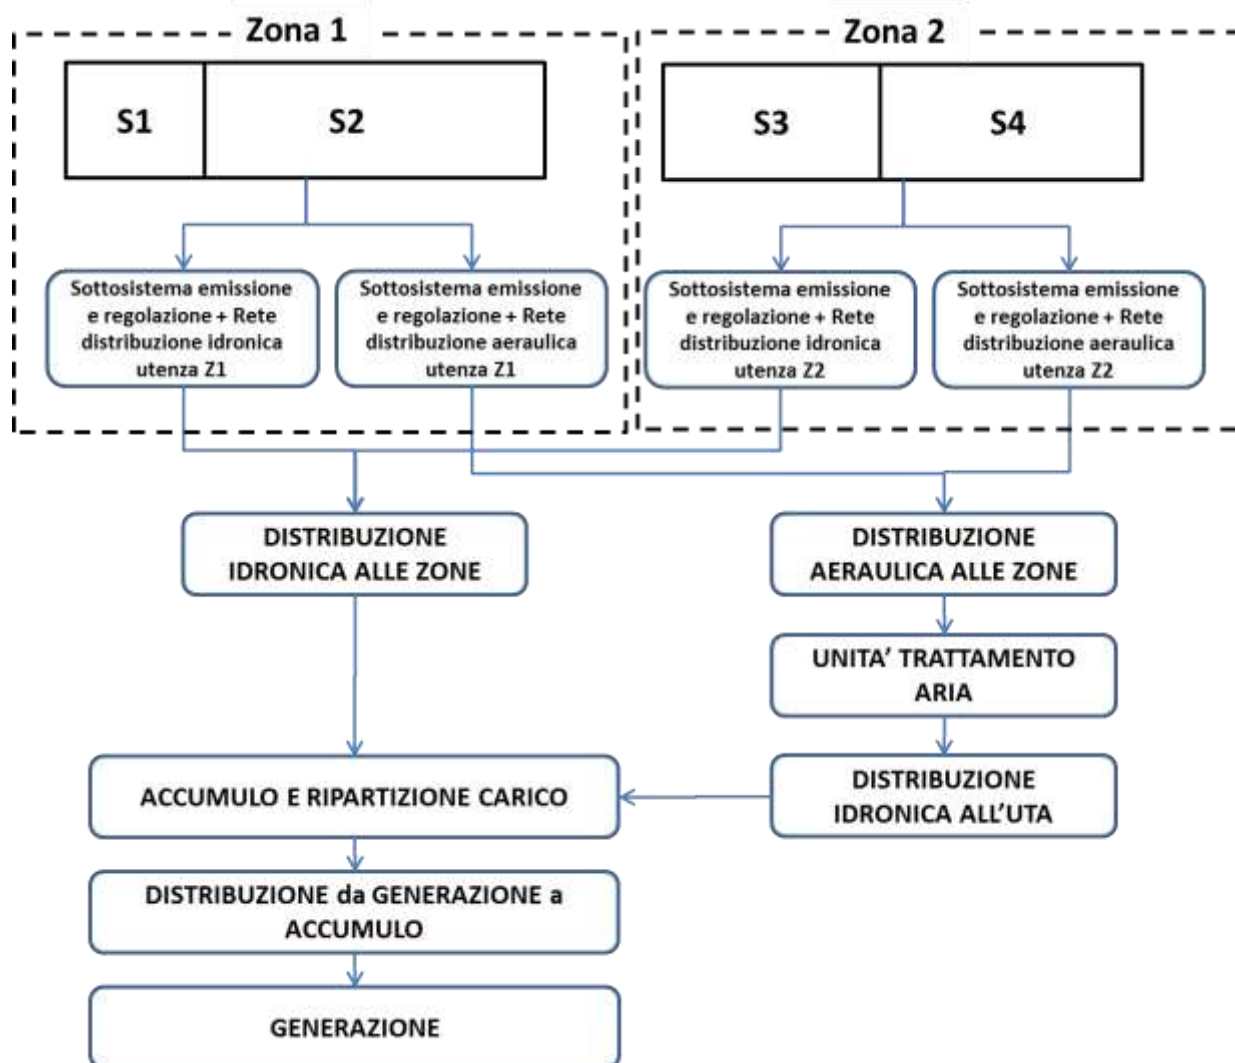 Zona 1
Zona 2
S1
S2
S3
S4
Sottosistema emissione
e regolazione + Rete
distribuzione idronica
utenza Z1
Sottosistema emissione
e regolazione + Rete
distribuzione aeraulica
utenza Z1
Sottosistema emissione
e regolazione + Rete
distribuzione idronica
utenza Z2
Sottosistema emissione
e regolazione + Rete
distribuzione aeraulica
utenza Z2
DISTRIBUZIONE
IDRONICA ALLE ZONE
DISTRIBUZIONE
AERAULICA ALLE ZONE
UNITA' TRATTAMENTO
ARIA
ACCUMULO E RIPARTIZIONE CARICO
DISTRIBUZIONE
IDRONICA ALL'UTA
DISTRIBUZIONE da GENERAZIONE a
ACCUMULO
GENERAZIONE